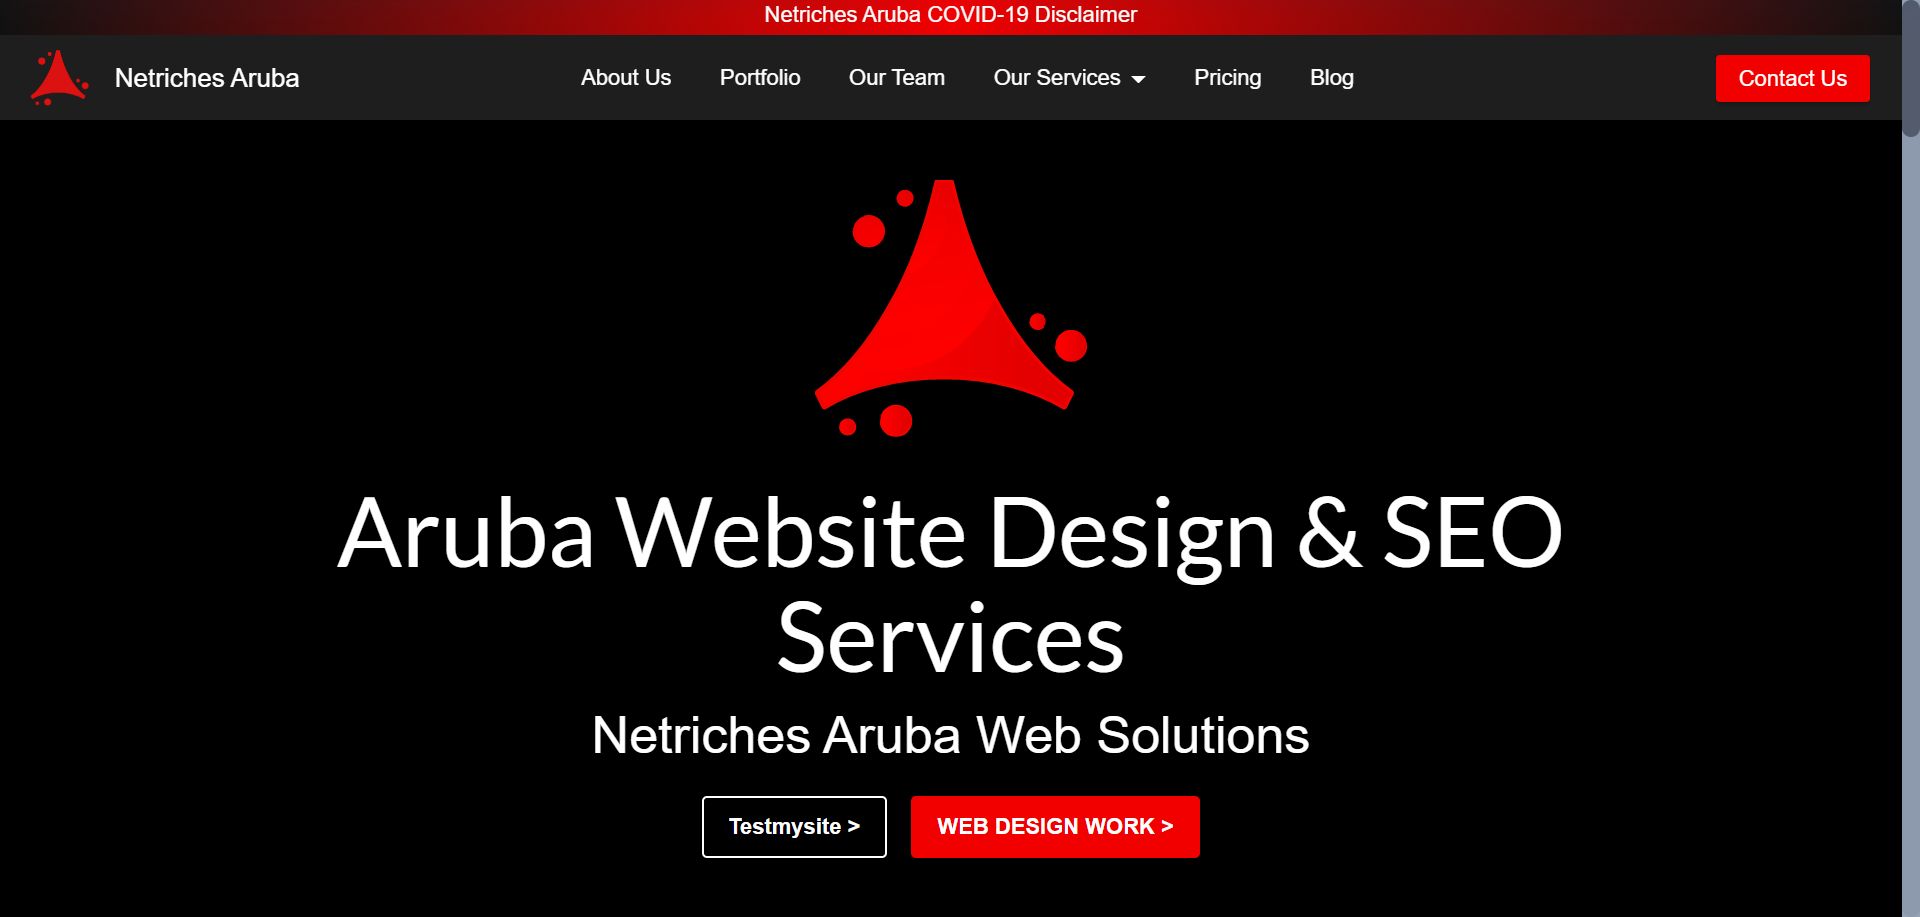 Netriches Aruba COVID-19 Disclaimer
Netriches Aruba
About Us
Portfolio
Our Team
Our Services
Pricing
Blog
Contact Us
Aruba Website Design & SEO
Services
Netriches Aruba Web Solutions
Testmysite >
WEB DESIGN WORK >